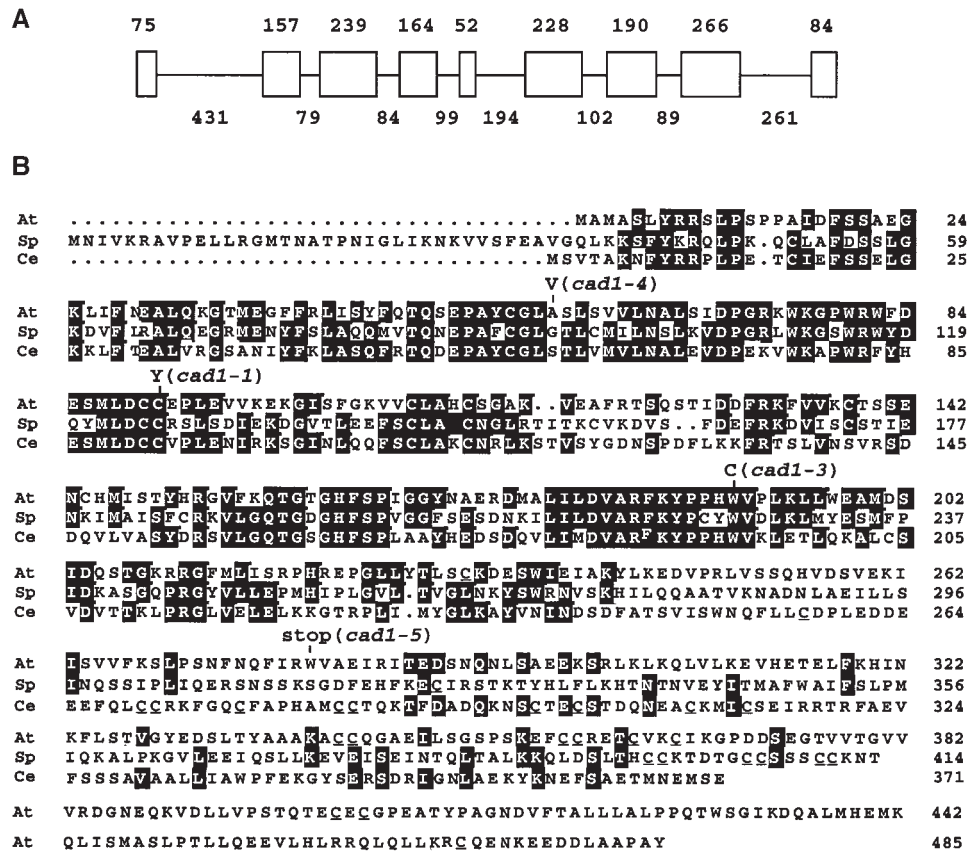 A
75 157 239 164 52 228 190 266 84
431 79 84 99 194 102 89 261
B
At ....................................MAMASLYRRSLPSPPAIDFSSAEG 24
Sp MNIVKRAVPELLRGMTNATPNIGLIKNKVVSFEAVGQLKKSFYKRQLPK.QCLAFDSSLG 59
Ce ..................................MSVTAKNFYRRPLPE.TCIEFSSELG 25
V(cad1-4)
At KLIFNEALQKGTMEGFFRLISYFQTQSEPAYCGLASLSVVLNALSIDPGRKWKGPWRWFD 84
Sp KDVFLRALQEGRMENYFSLAQQMVTQNEPAFCGLGTLCMILNSLKVDPGRLWKGSWRWYD 119
Ce KKLFTEALVRGSANIYFKLASQFRTQDEPAYCGLSTLVMVLNALEVDPEKVWKAPWRFYH 85
Y(cad1-1)
At ESMLDCCEPLEVVKEKGISFGKVVCLAHCSGAK..VEAFRTSQSTIDDFRKFVVKCTSSE 142
Sp QYMLDCCRSLSDIEKDGVTLEEFSCLANCNGLRTITKCVKDVS..FDEFRKDVISCSTIE 177
Ce ESMLDCCVPLENIRKSGINLQQFSCLAKCNRLKSTVSYGDNSPDFLKKFRTSLVNSVRSD 145
C(cad1-3)
At NCHMISTYHRGVFKQTGTGHFSPIGGYNAERDMALILDVARFKYPPHWVPLKLLWEAMDS 202
Sp NKIMAISFCRKVLGQTGDGHFSPVGGFSESDNKILILDVARFKYPCYWVDLKLMYESMFP 237
Ce DQVLVASYDRSVLGQTGSGHFSPLAAYHEDSDQVLIMDVARFKYPPHWVKLETLQKALCS 205
At IDQSTGKRRGFMLISRPHREPGLLYTLSCKDESWIEIAKYLKEDVPRLVSSQHVDSVEKI 262
Sp IDKASGQPRGYVLLEPMHIPLGVL.TVGLNKYSWRNVSKHILQQAATVKNADNLAEILLS 296
Ce VDVTTKLPRGLVELELKKGTRPLI.MYGLKAYVNINDSDFATSVISWNQFLLCDPLEDDE 264
stop(cad1-5)
At ISVVFKSLPSNFNQFIRWVAEIRITEDSNQNLSAEEKSRLKLKQLVLKEVHETELFKHIN 322
Sp INQSSIPLIQERSNSSKSGDFEHFKECIRSTKTYHLFLKHTNTNVEYITMAFWAIFSLPM 356
Ce EEFQLCCRKFGQCFAPHAMCCTQKTFDADQKNSCTECSTDQNEACKMICSEIRRTRFAEV 324
At KFLSTVGYEDSLTYAAAKACCQGAEILSGSPSKEFCCRETCVKCIKGPDDSEGTVVTGVV 382
Sp IQKALPKGVLEEIQSLLKEVEISEINTQLTALKKQLDSLTHCCKTDTGCCSSSCCKNT 414
Ce FSSSAVAALLIAWPFEKGYSERSDRIGNLAEKYKNEFSAETMNEMSE 371
At VRDGNEQKVDLLVPSTQTECECGPEATYPAGNDVFTALLLALPPQTWSGIKDQALMHEMK 442
At QLISMASLPTLLQEEVLHLRRQLQLLKRCQENKEEDDLAAPAY 485